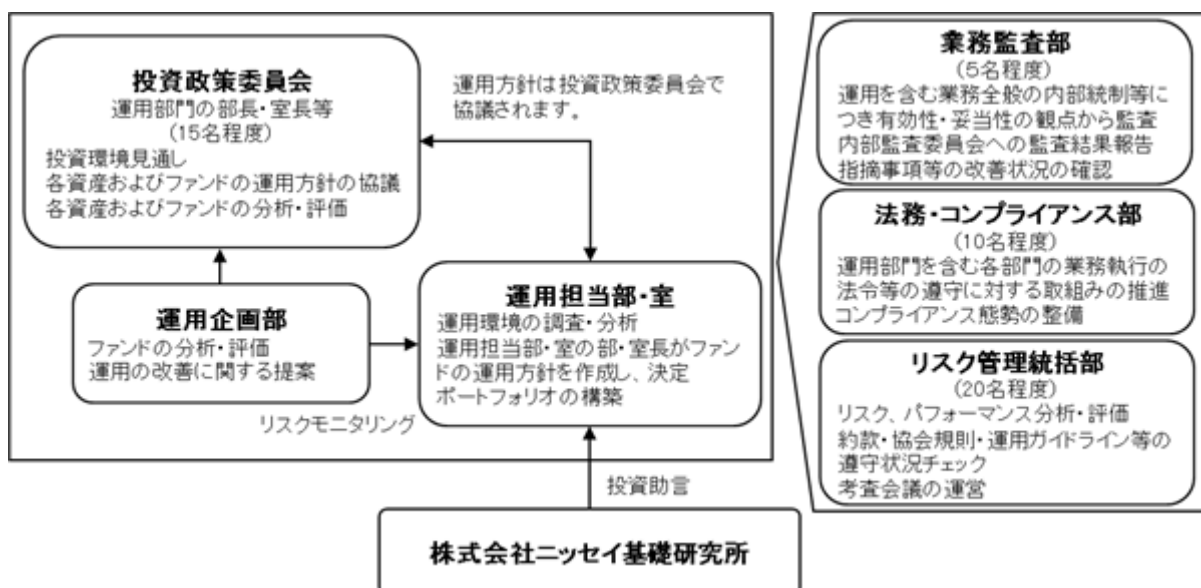 投資政策委員会
運用部門の部長・室長等
(15名程度)
投資環境見通し
各資産およびファンドの運用方針の協議
各資産およびファンドの分析・評価
運用方針は投資政策委員会で
協議されます。
運用企画部
ファンドの分析・評価
運用の改善に関する提案
リスクモニタリング
運用担当部・室
運用環境の調査・分析
運用担当部・室の部・室長がファン
ドの運用方針を作成し、決定
ポートフォリオの構築
投資助言
株式会社ニッセイ基礎研究所
業務監査部
(5名程度)
運用を含む業務全般の内部統制等に
つき有効性・妥当性の観点から監査
内部監査委員会への監査結果報告
指摘事項等の改善状況の確認
法務・コンプライアンス部
(10名程度)
運用部門を含む各部門の業務執行の
法令等の遵守に対する取組みの推進
コンプライアンス態勢の整備
リスク管理統括部
(20名程度)
リスク、パフォーマンス分析・評価
約款・協会規則・運用ガイドライン等の
遵守状況チェック
考査会議の運営